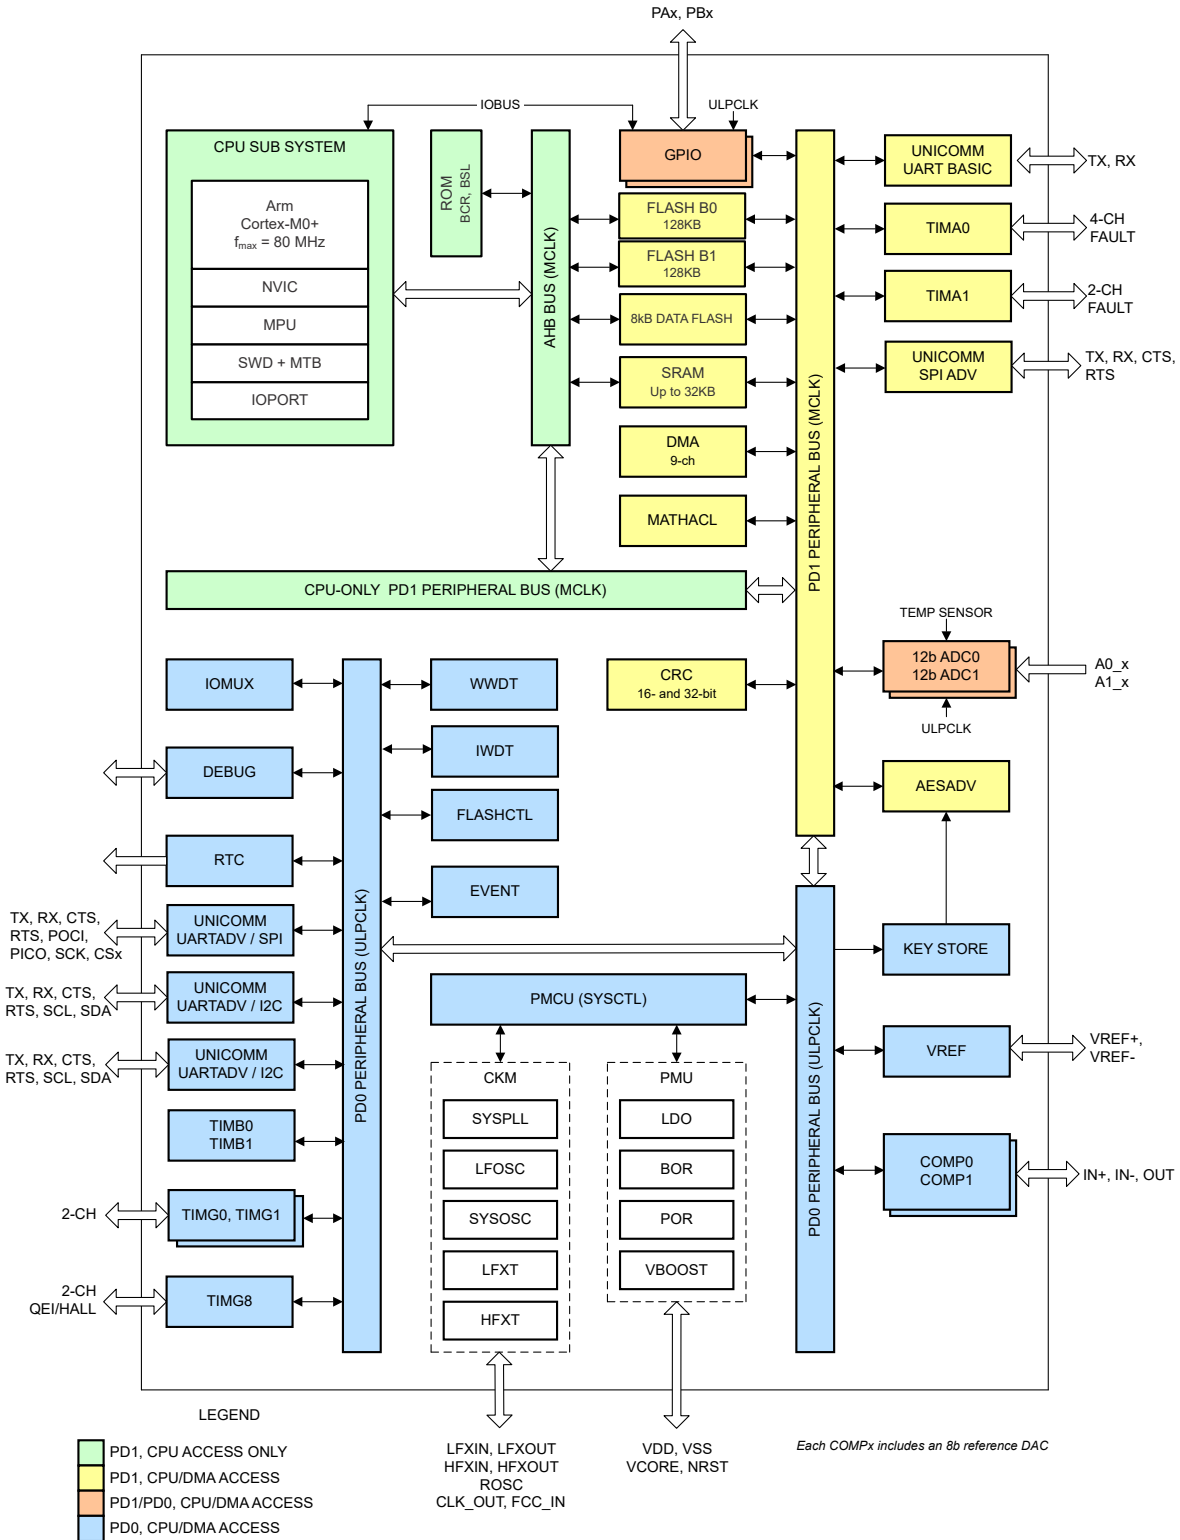 PAx, PBx
IOBUS
ULPCLK
CPU SUB SYSTEM
Arm
Cortex-M0+
fmax = 80 MHz
NVIC
MPU
SWD + MTB
IOPORT
ROM
BCR, BSL
AHB BUS (MCLK)
GPIO
FLASH B0
128KB
FLASH B1
128KB
8kB DATA FLASH
SRAM
Up to 32KB
DMA
9-ch
MATHACL
PD1 PERIPHERAL BUS (MCLK)
UNICOMM
UART BASIC
TX, RX
TIMA0
4-CH
FAULT
TIMA1
2-CH
FAULT
UNICOMM
SPI ADV
TX, RX, CTS,
RTS
CPU-ONLY PD1 PERIPHERAL BUS (MCLK)
TEMP SENSOR
12b ADC0
12b ADC1
A0_x
A1_x
ULPCLK
CRC
16- and 32-bit
AESADV
IOMUX
WWDT
IWDT
DEBUG
FLASHCTL
RTC
EVENT
PD0 PERIPHERAL BUS (ULPCLK)
TX, RX, CTS,
RTS, POCI,
PICO, SCK, CSx
UNICOMM
UARTADV / SPI
KEY STORE
TX, RX, CTS,
RTS, SCL, SDA
UNICOMM
UARTADV / I2C
PMCU (SYSCTL)
PD0 PERIPHERAL BUS (ULPCLK)
TX, RX, CTS,
RTS, SCL, SDA
UNICOMM
UARTADV / I2C
VREF
VREF+,
VREF-
CKM
SYSPLL
LFOSC
SYSOSC
LFXT
HFXT
PMU
LDO
BOR
POR
VBOOST
TIMB0
TIMB1
COMP0
COMP1
IN+, IN-, OUT
2-CH
TIMG0, TIMG1
2-CH
QEI/HALL
TIMG8
LEGEND
PD1, CPU ACCESS ONLY
PD1, CPU/DMA ACCESS
PD1/PD0, CPU/DMA ACCESS
PD0, CPU/DMA ACCESS
LFXIN, LFXOUT
HFXIN, HFXOUT
ROSC
CLK_OUT, FCC_IN
VDD, VSS
VCORE, NRST
Each COMPx includes an 8b reference DAC